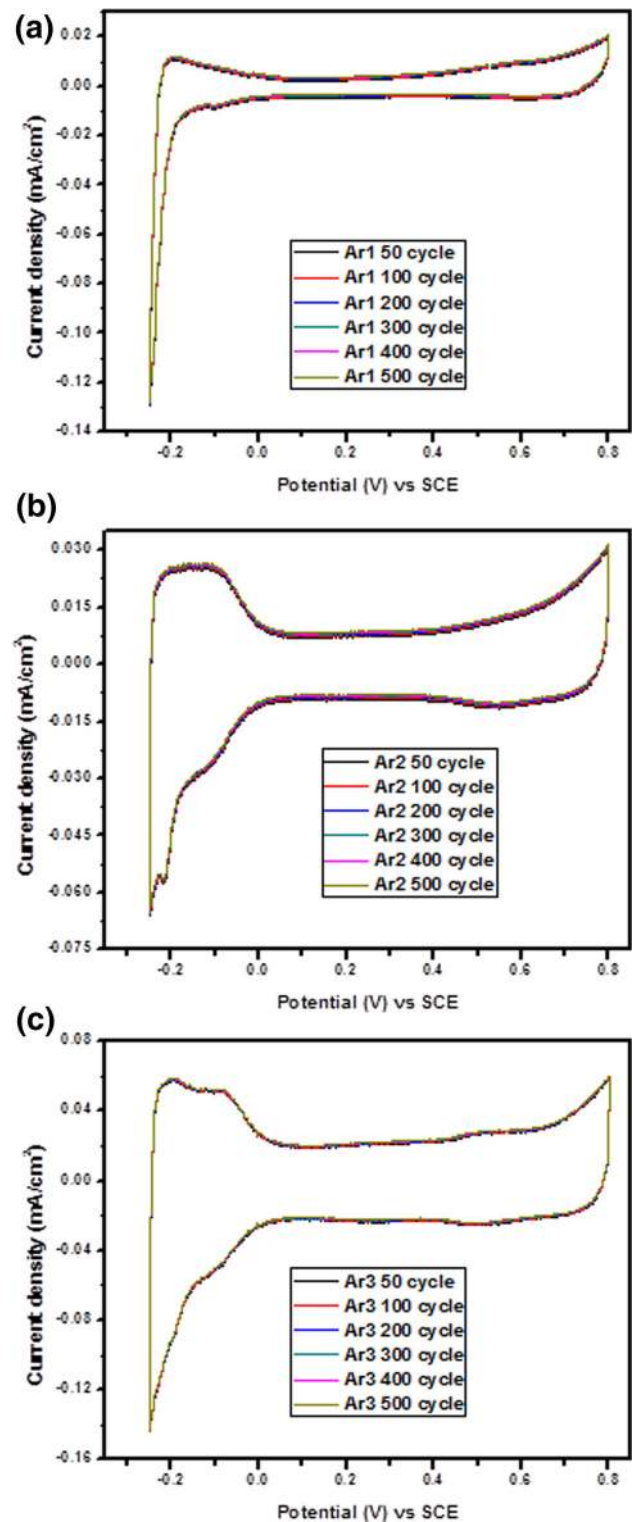 (a)
0.02
0.00
-0.02
-0.04
-0.06
-0.08
-0.10
-0.12
-0.14
Current density (mA/cm²)
Ar1 50 cycle
Ar1 100 cycle
Ar1 200 cycle
Ar1 300 cycle
Ar1 400 cycle
Ar1 500 cycle
-0.2 0.0 0.2 0.4 0.6 0.8
Potential (V) vs SCE
(b)
0.030
0.015
0.000
-0.015
-0.030
-0.045
-0.060
-0.075
Current density (mA/cm²)
Ar2 50 cycle
Ar2 100 cycle
Ar2 200 cycle
Ar2 300 cycle
Ar2 400 cycle
Ar2 500 cycle
-0.2 0.0 0.2 0.4 0.6 0.8
Potential (V) vs SCE
(c)
0.08
0.04
0.00
-0.04
-0.08
-0.12
-0.16
Current density (mA/cm²)
Ar3 50 cycle
Ar3 100 cycle
Ar3 200 cycle
Ar3 300 cycle
Ar3 400 cycle
Ar3 500 cycle
-0.2 0.0 0.2 0.4 0.6 0.8
Potential (V) vs SCE